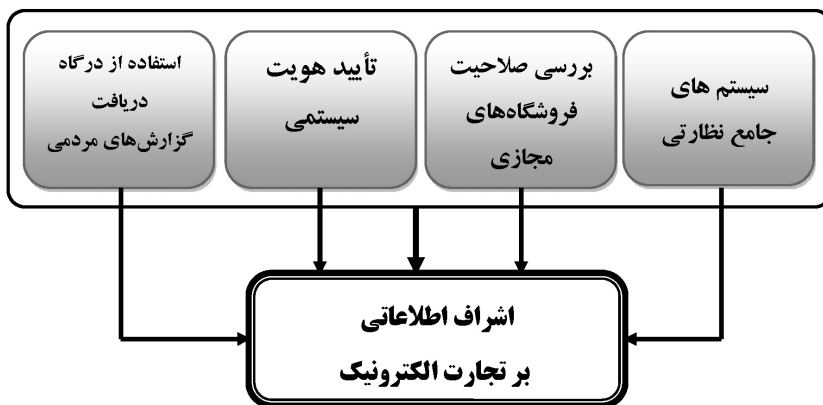 سیستم های
جامع نظارتی
بررسی صلاحیت
فروشگاه‌های
مجازی
تأیید هویت
سیستمی
استفاده از درگاه
دریافت
گزارش‌های مردمی
اشراف اطلاعاتی
بر تجارت الکترونیک